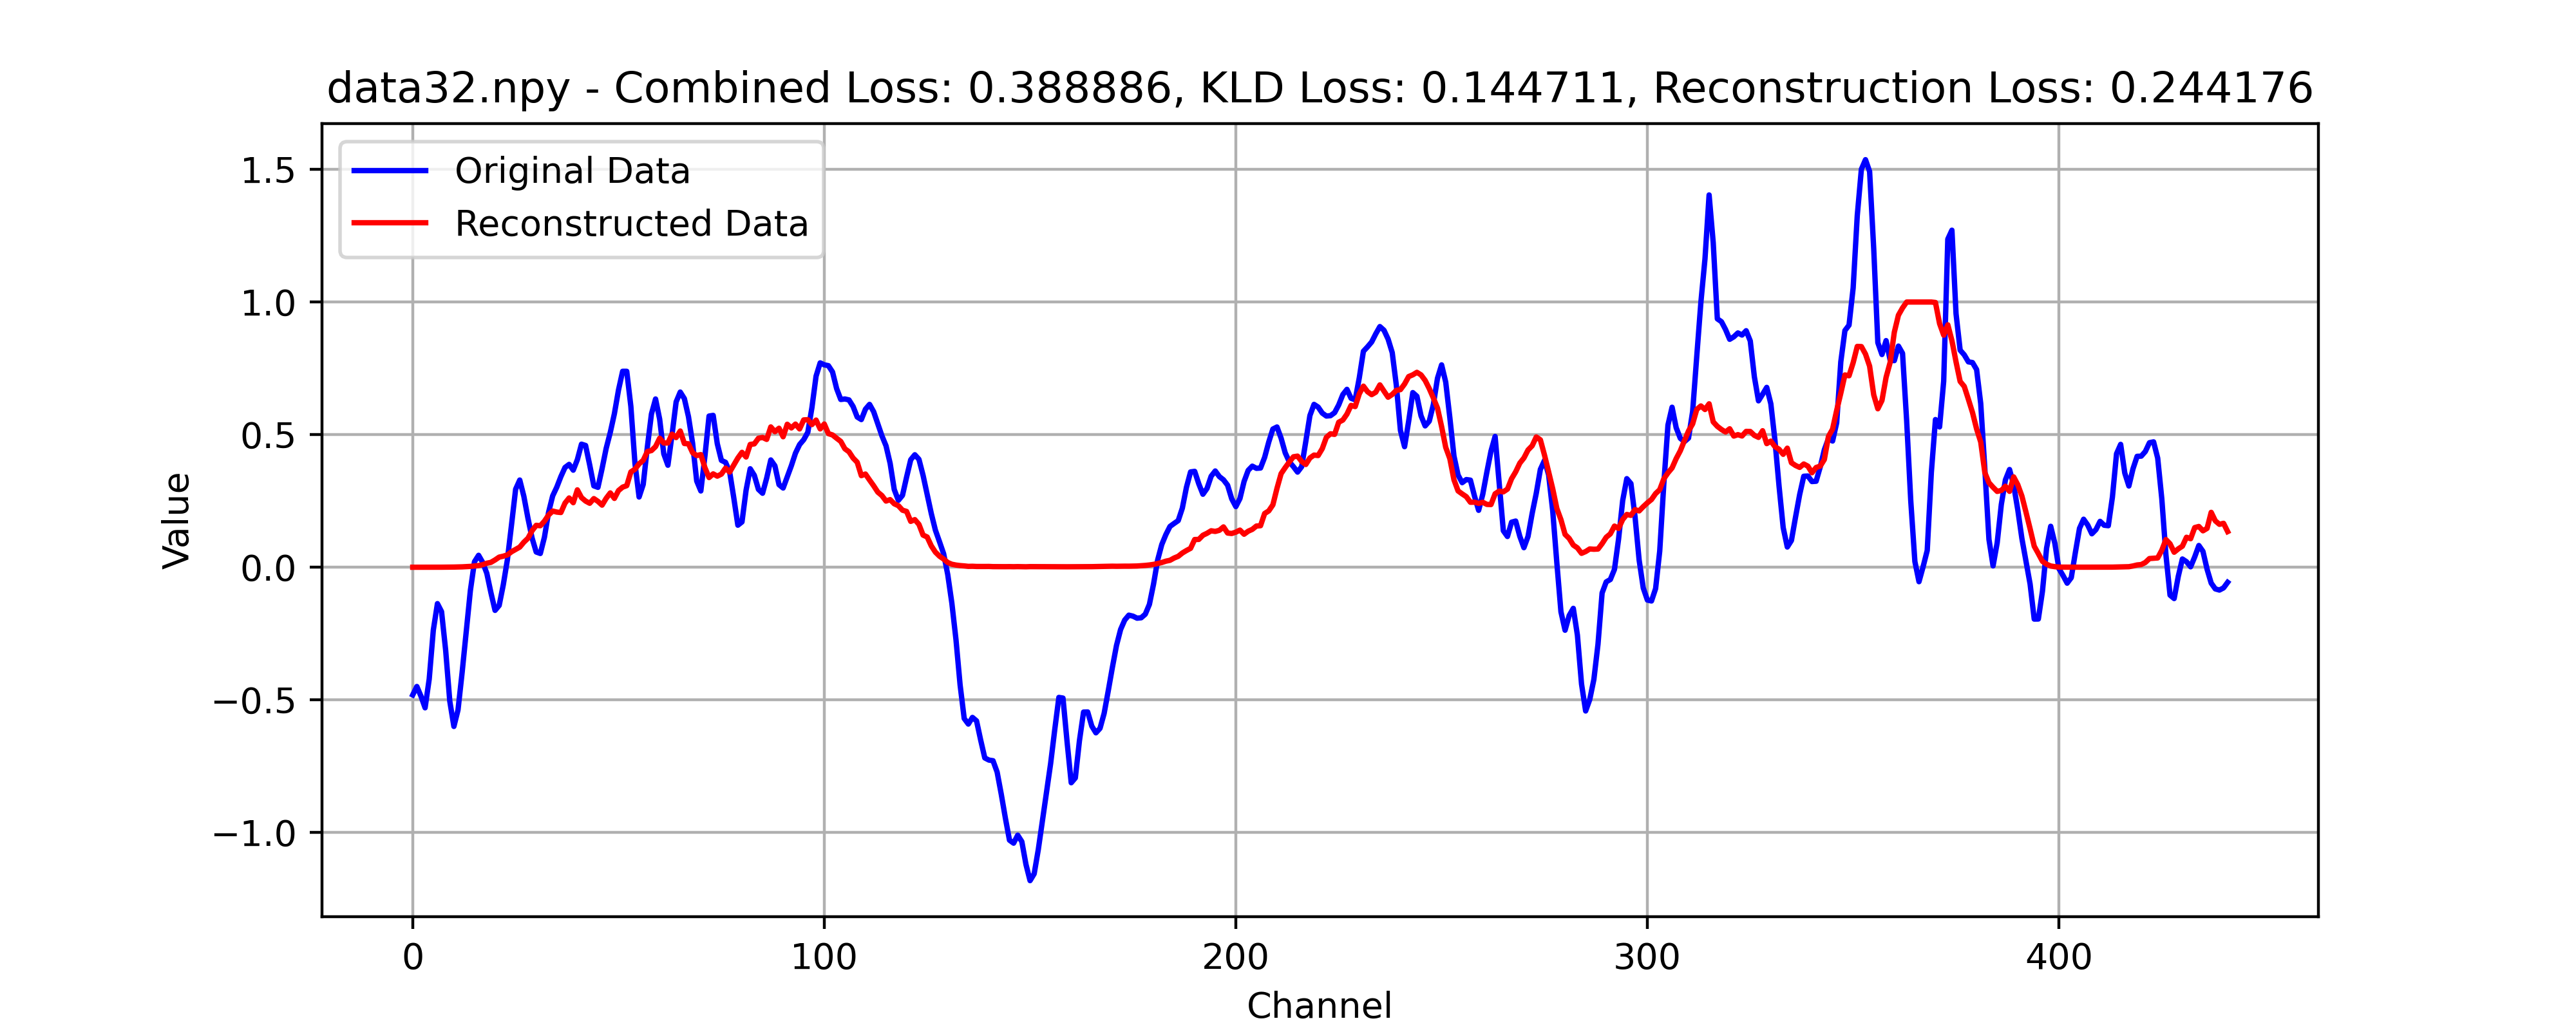 data32.npy - Combined Loss: 0.388886, KLD Loss: 0.144711, Reconstruction Loss: 0.244176
Original Data
Reconstructed Data
1.5
1.0
0.5
0.0
−0.5
−1.0
Value
0 100 200 300 400
Channel